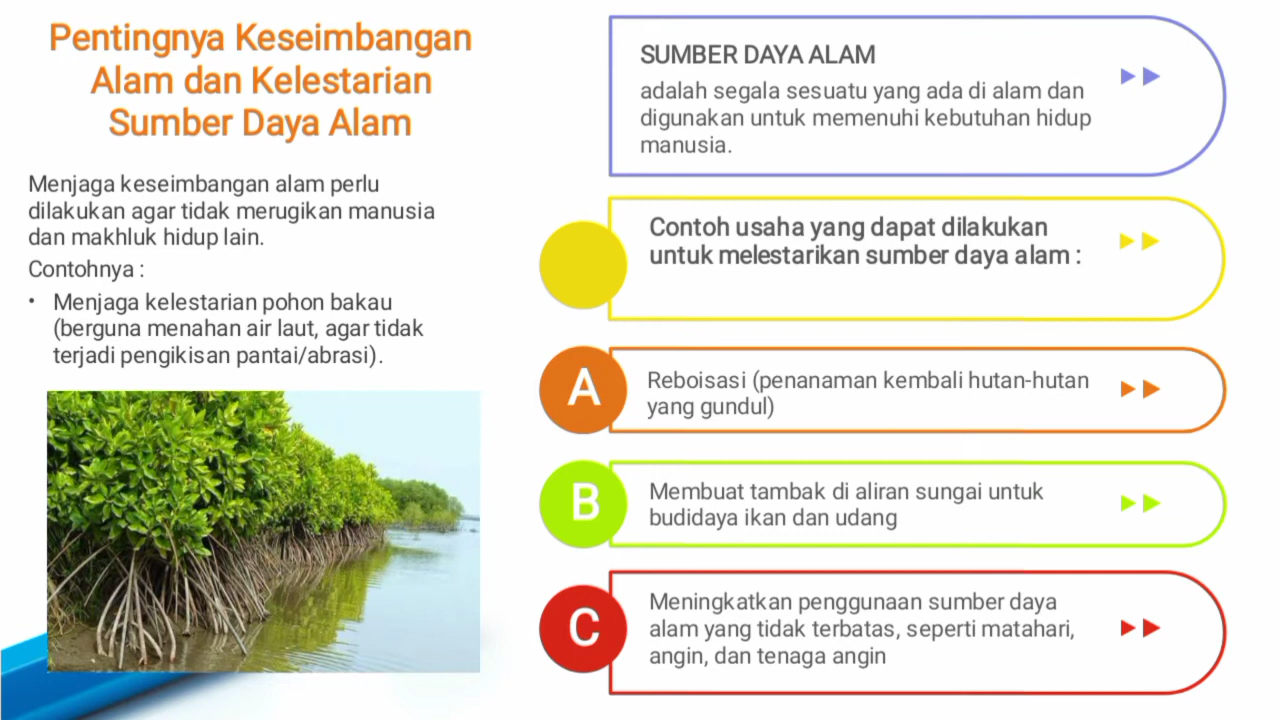 Pentingnya Keseimbangan
Alam dan Kelestarian
Sumber Daya Alam
Menjaga keseimbangan alam perlu
dilakukan agar tidak merugikan manusia
dan makhluk hidup lain.
Contohnya :
• Menjaga kelestarian pohon bakau
(berguna menahan air laut, agar tidak
terjadi pengikisan pantai/abrasi).
SUMBER DAYA ALAM
adalah segala sesuatu yang ada di alam dan
digunakan untuk memenuhi kebutuhan hidup
manusia.
Contoh usaha yang dapat dilakukan
untuk melestarikan sumber daya alam :
A
Reboisasi (penanaman kembali hutan-hutan
yang gundul)
B
Membuat tambak di aliran sungai untuk
budidaya ikan dan udang
C
Meningkatkan penggunaan sumber daya
alam yang tidak terbatas, seperti matahari,
angin, dan tenaga angin